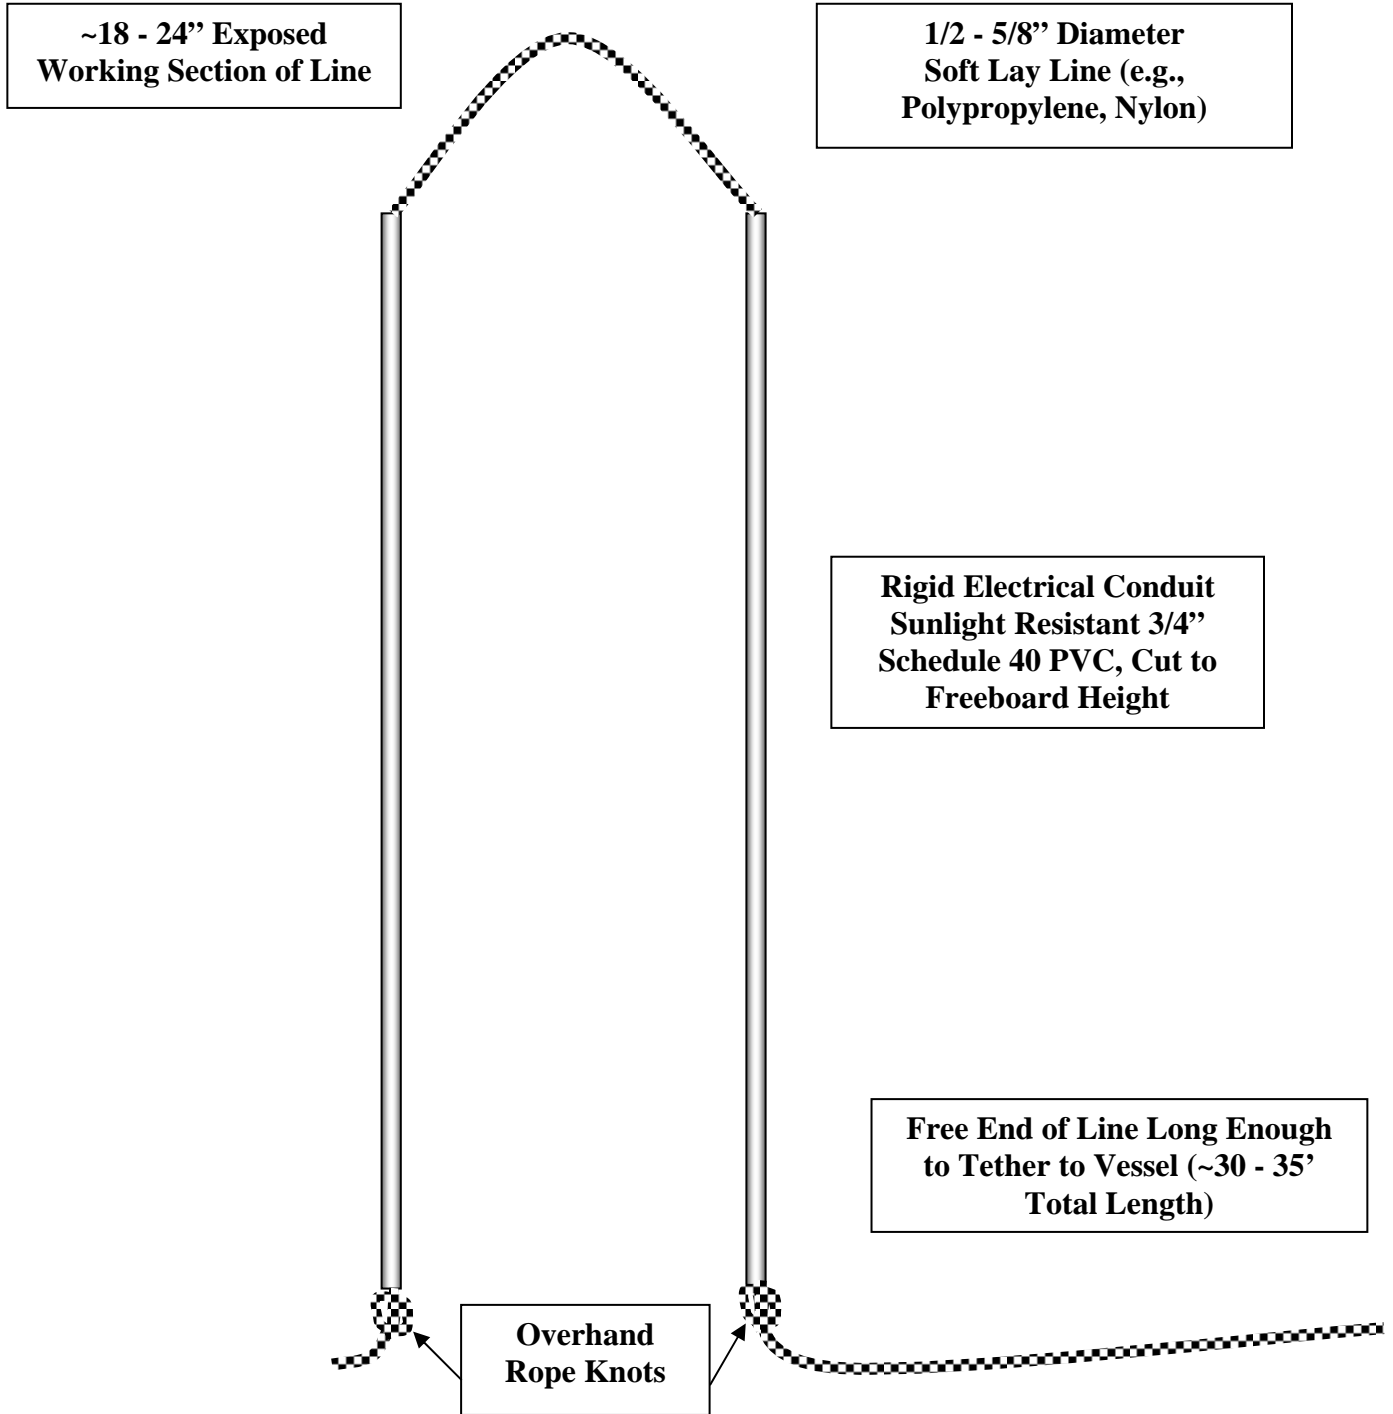 ~18 - 24” Exposed
Working Section of Line
1/2 - 5/8” Diameter
Soft Lay Line (e.g.,
Polypropylene, Nylon)
Rigid Electrical Conduit
Sunlight Resistant 3/4”
Schedule 40 PVC, Cut to
Freeboard Height
Free End of Line Long Enough
to Tether to Vessel (~30 - 35’
Total Length)
Overhand
Rope Knots